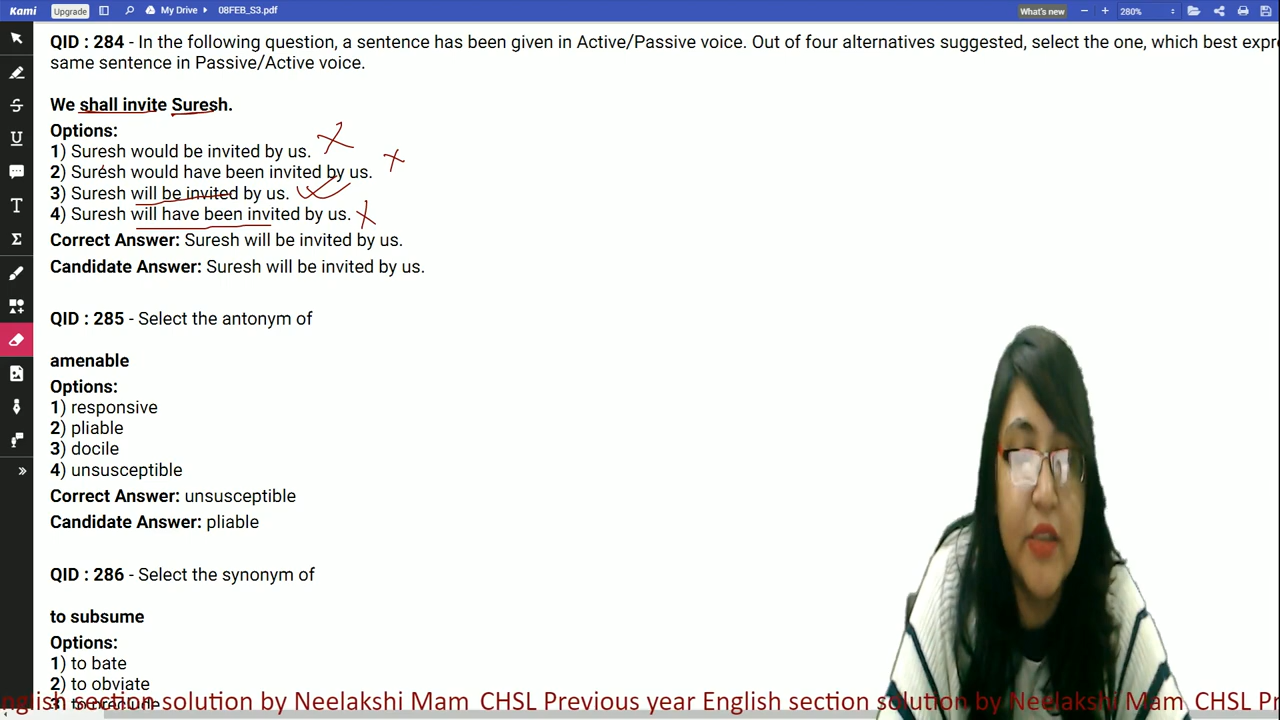 Kami Upgrade My Drive 08FEB_S3.pdf What's new 280%
QID : 284 - In the following question, a sentence has been given in Active/Passive voice. Out of four alternatives suggested, select the one, which best expr
same sentence in Passive/Active voice.
We shall invite Suresh.
Options:
1) Suresh would be invited by us.
2) Suresh would have been invited by us.
3) Suresh will be invited by us.
4) Suresh will have been invited by us.
Correct Answer: Suresh will be invited by us.
Candidate Answer: Suresh will be invited by us.
QID : 285 - Select the antonym of
amenable
Options:
1) responsive
2) pliable
3) docile
4) unsusceptible
Correct Answer: unsusceptible
Candidate Answer: pliable
QID : 286 - Select the synonym of
to subsume
Options:
1) to bate
2) to obviate
nglish section solution by Neelakshi Mam CHSL Previous year English section solution by Neelakshi Mam CHSL Pr